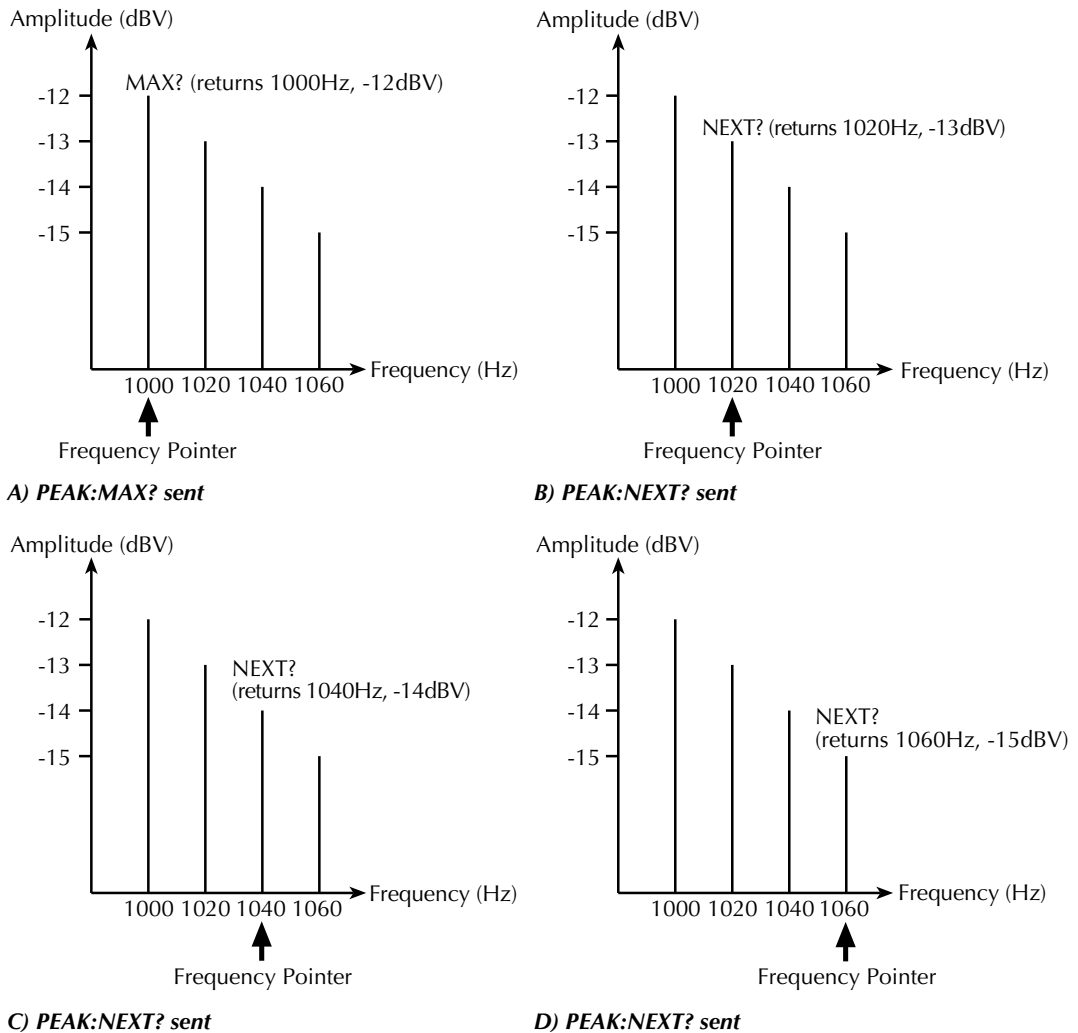 Amplitude (dBV)
MAX? (returns 1000Hz, -12dBV)
-12
-13
-14
-15
Frequency (Hz)
1000 1020 1040 1060
Frequency Pointer
A) PEAK:MAX? sent
Amplitude (dBV)
-12
NEXT? (returns 1020Hz, -13dBV)
-13
-14
-15
Frequency (Hz)
1000 1020 1040 1060
Frequency Pointer
B) PEAK:NEXT? sent
Amplitude (dBV)
-12
-13
NEXT?
(returns 1040Hz, -14dBV)
-14
-15
Frequency (Hz)
1000 1020 1040 1060
Frequency Pointer
C) PEAK:NEXT? sent
Amplitude (dBV)
-12
-13
-14
NEXT?
(returns 1060Hz, -15dBV)
-15
Frequency (Hz)
1000 1020 1040 1060
Frequency Pointer
D) PEAK:NEXT? sent